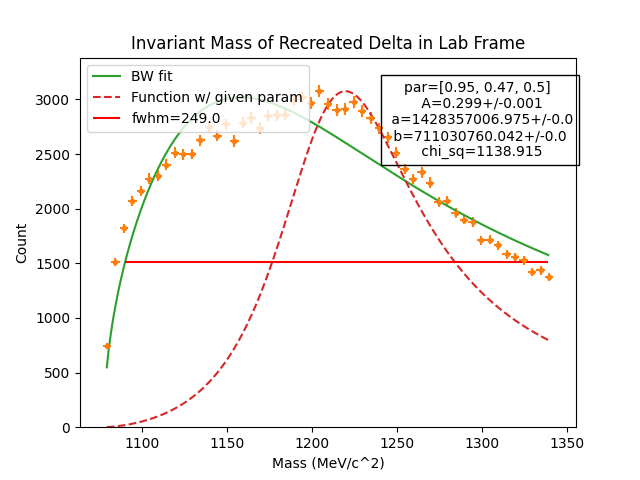 Invariant Mass of Recreated Delta in Lab Frame
BW fit
Function w/ given param
fwhm=249.0
par=[0.95, 0.47, 0.5]
A=0.299+/-0.001
a=1428357006.975+/-0.0
b=711030760.042+/-0.0
chi_sq=1138.915
3000
2500
2000
1500
1000
500
0
Count
1100
1150
1200
1250
1300
1350
Mass (MeV/c^2)